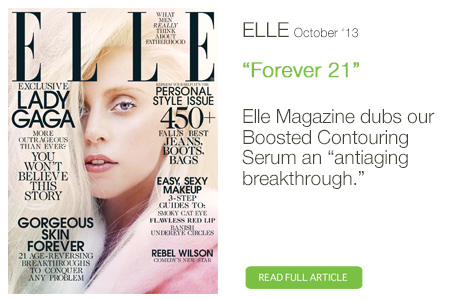 ELLE
WHAT
MEN
REALLY
THINK
ABOUT
FATHERHOOD
EXCLUSIVE
LADY
GAGA
MORE
OUTRAGEOUS
THAN EVER?
YOU
WON'T
BELIEVE
THIS
STORY
GORGEOUS
SKIN
FOREVER
21 AGE-REVERSING
BREAKTHROUGHS
TO CONQUER
ANY PROBLEM
PERSONAL
STYLE ISSUE
450+
FALL'S BEST
JEANS,
BOOTS,
BAGS
EASY, SEXY
MAKEUP
3-STEP
GUIDES TO:
SMOKY CAT EYE
FLAWLESS RED LIP
BANISH
UNDEREYE CIRCLES
REBEL WILSON
COMEDY'S NEW STAR
ELLE October '13
“Forever 21”
Elle Magazine dubs our
Boosted Contouring
Serum an “antiaging
breakthrough.”
READ FULL ARTICLE